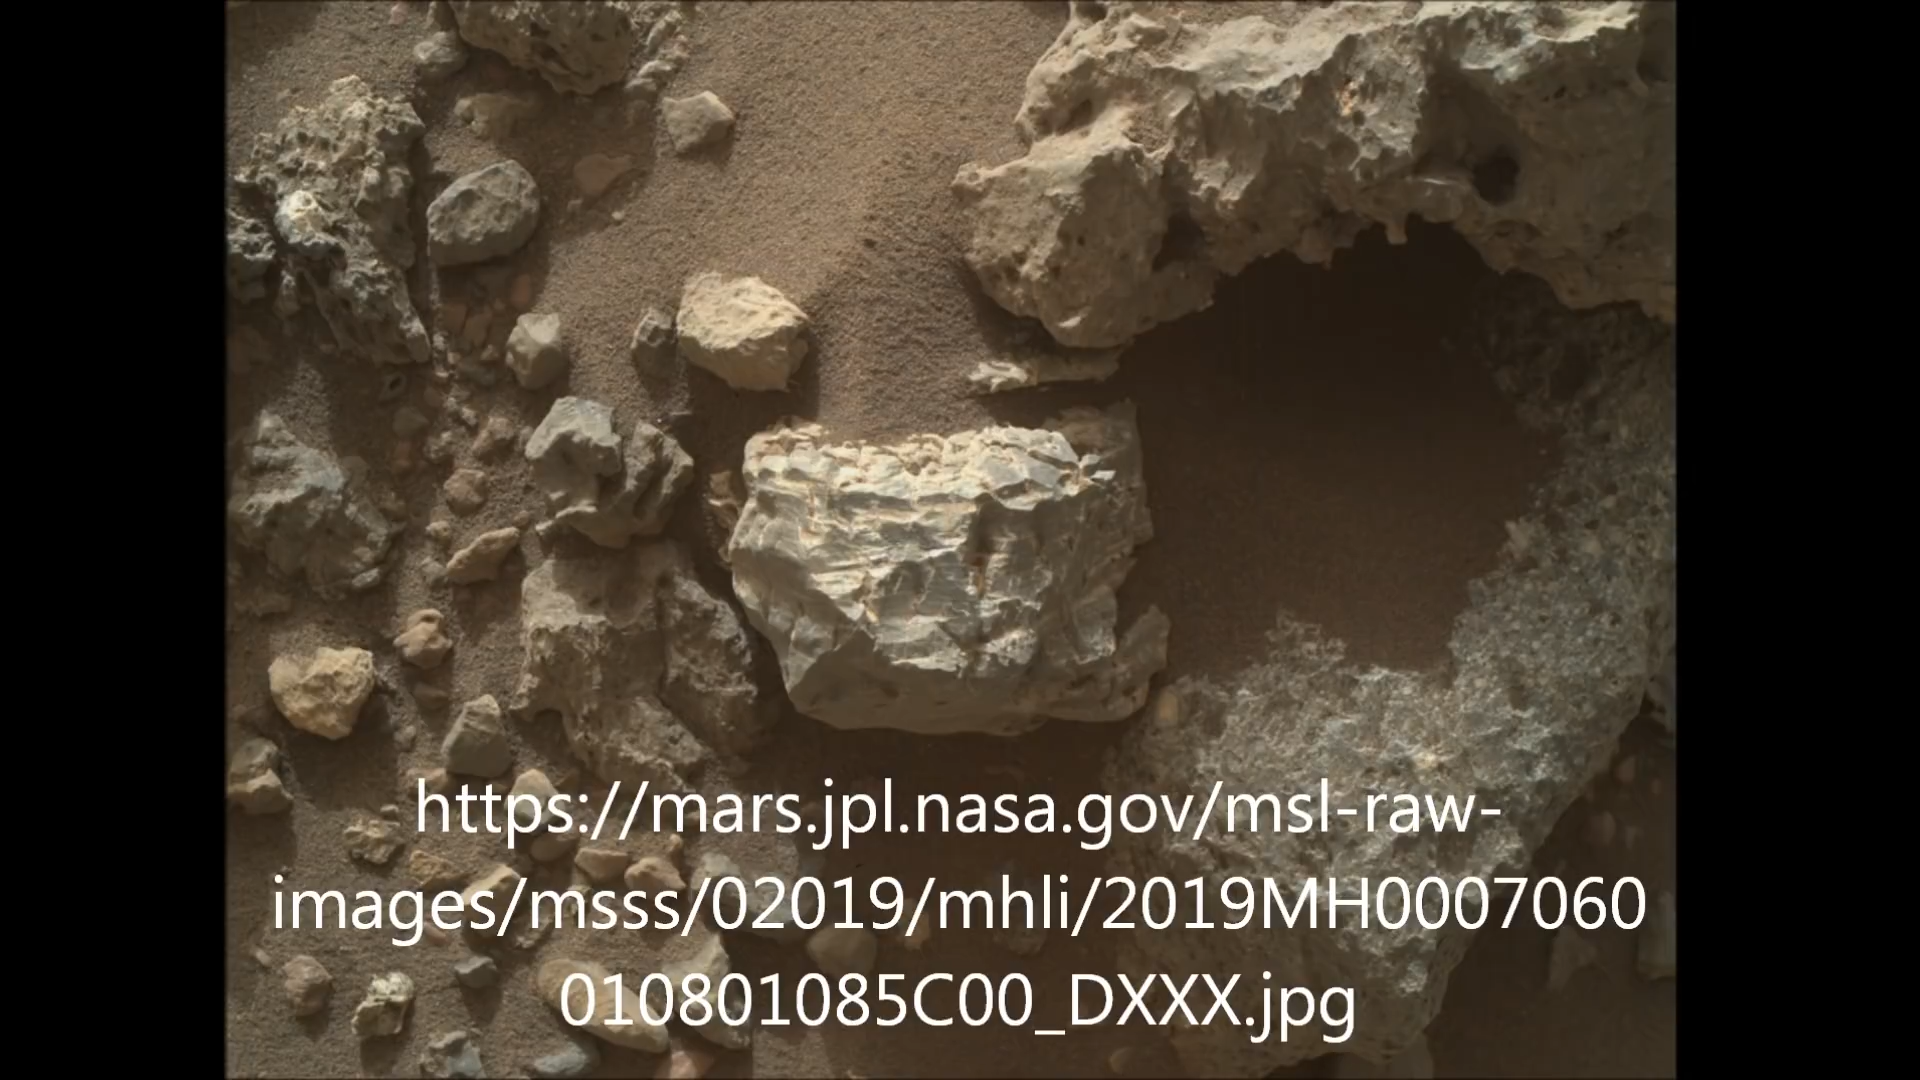 https://mars.jpl.nasa.gov/msl-raw-
images/msss/02019/mhli/2019MH0007060
010801085C00_DXXX.jpg